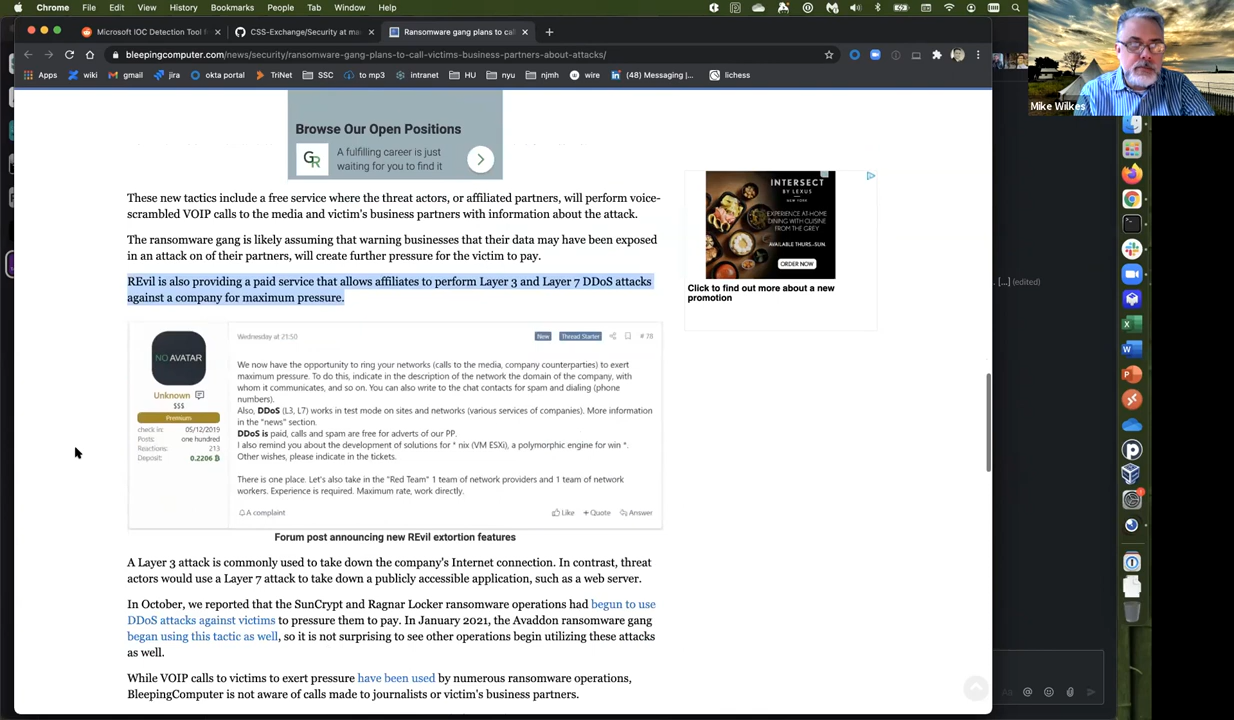 Chrome File Edit View History Bookmarks People Tab Window Help
Microsoft IOC Detection Tool f
CSS-Exchange/Security at ma
Ransomware gang plans to cal
bleepingcomputer.com/news/security/ransomware-gang-plans-to-call-victims-business-partners-about-attacks/
Apps wiki gmail jira okta portal TriNet SSC to mp3 intranet HU nyu njmh wire (48) Messaging |... lichess
Mike Wilkes
Browse Our Open Positions
GR
A fulfilling career is just
waiting for you to find it
These new tactics include a free service where the threat actors, or affiliated partners, will perform voice-
scrambled VOIP calls to the media and victim's business partners with information about the attack.
The ransomware gang is likely assuming that warning businesses that their data may have been exposed
in an attack on of their partners, will create further pressure for the victim to pay.
REvil is also providing a paid service that allows affiliates to perform Layer 3 and Layer 7 DDoS attacks
against a company for maximum pressure.
INTERSECT
BY LEXUS
NEW YORK
EXPERIENCE AT-HOME
DINING WITH CUISINE
FROM THE GREY
AVAILABLE THURS–SUN.
ORDER NOW
Click to find out more about a new
promotion
[...] (edited)
NO AVATAR
Unknown
$$$
Premium
check in: 05/12/2019
Posts: one hundred
Reactions: 213
Deposit: 0.2206 ₿
Wednesday at 21:50
New Thread Starter # 78
We now have the opportunity to ring your networks (calls to the media, company counterparties) to exert
maximum pressure. To do this, indicate in the description of the network the domain of the company, with
whom it communicates, and so on. You can also write to the chat contacts for spam and dialing (phone
numbers).
Also, DDoS (L3, L7) works in test mode on sites and networks (various services of companies). More information
in the "news" section.
DDoS is paid, calls and spam are free for adverts of our PP.
I also remind you about the development of solutions for * nix (VM ESXi), a polymorphic engine for win *.
Other wishes, please indicate in the tickets.
There is one place. Let's also take in the "Red Team" 1 team of network providers and 1 team of network
workers. Experience is required. Maximum rate, work directly.
A complaint
Like + Quote Answer
Forum post announcing new REvil extortion features
A Layer 3 attack is commonly used to take down the company's Internet connection. In contrast, threat
actors would use a Layer 7 attack to take down a publicly accessible application, such as a web server.
In October, we reported that the SunCrypt and Ragnar Locker ransomware operations had begun to use
DDoS attacks against victims to pressure them to pay. In January 2021, the Avaddon ransomware gang
began using this tactic as well, so it is not surprising to see other operations begin utilizing these attacks
as well.
While VOIP calls to victims to exert pressure have been used by numerous ransomware operations,
BleepingComputer is not aware of calls made to journalists or victim's business partners.